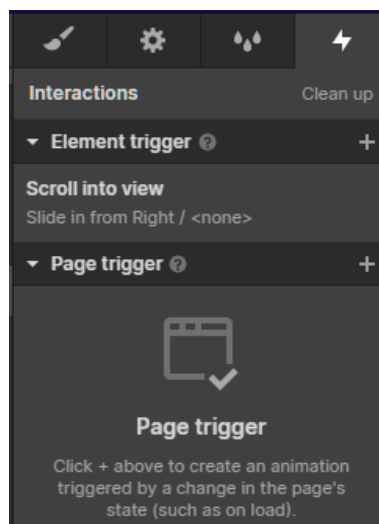 Interactions Clean up
Element trigger ?
Scroll into view
Slide in from Right / <none>
Page trigger ?
Page trigger
Click + above to create an animation
triggered by a change in the page's
state (such as on load).